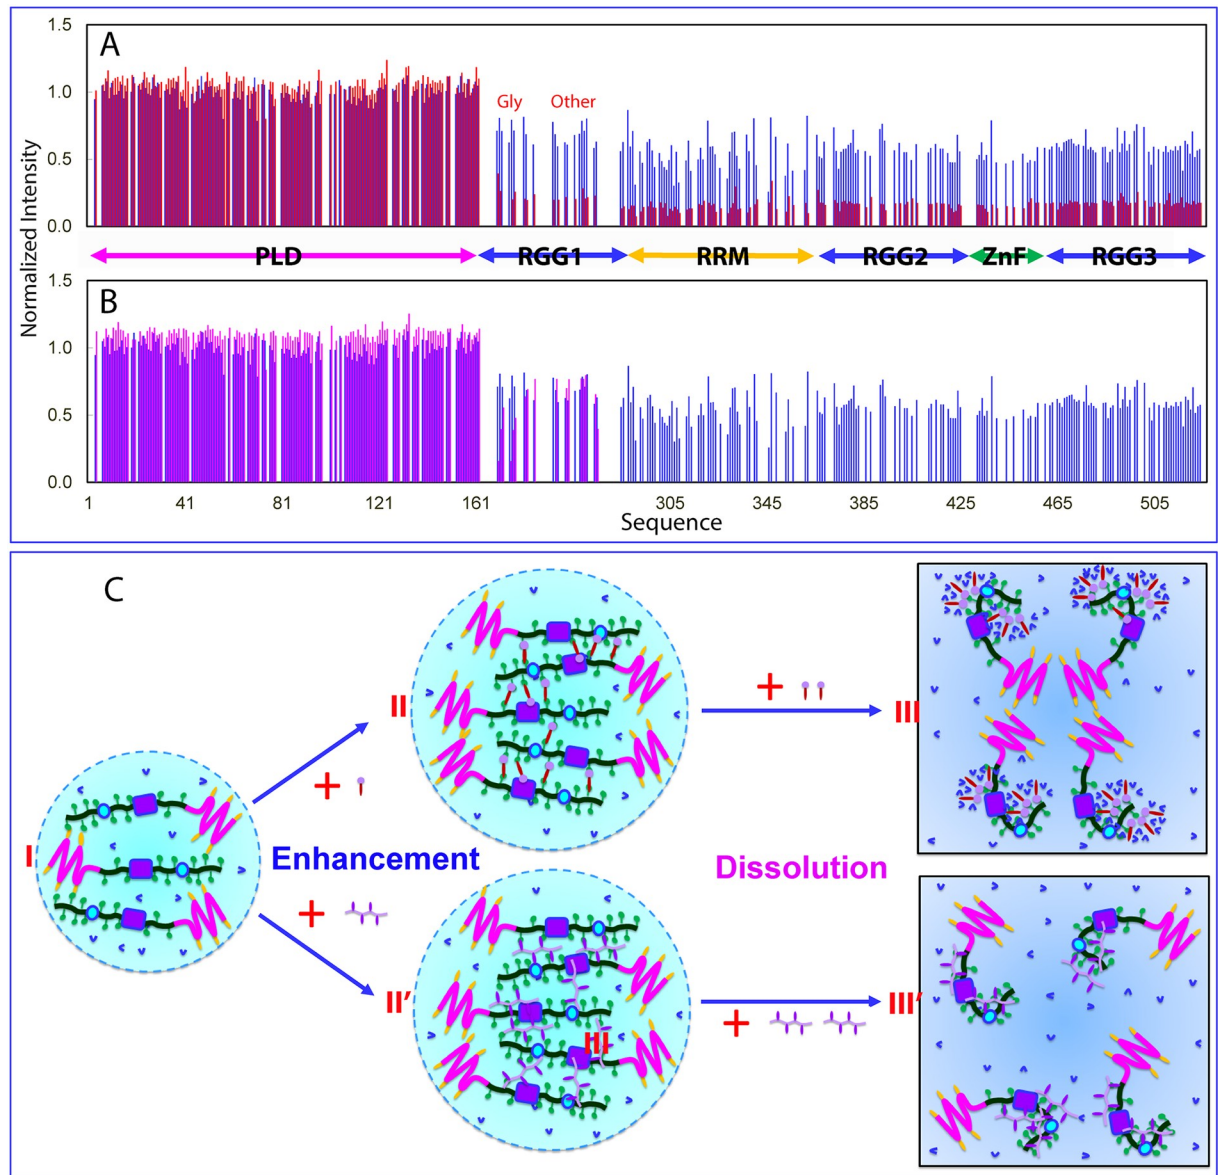 1.5
A
1.0
Gly Other
0.5
0.0
Normalized Intensity
PLD RGG1 RRM RGG2 ZnF RGG3
1.5
B
1.0
0.5
0.0
1 41 81 121 161 305 345 385 425 465 505
Sequence
C
II
+
+
III
+
I
Enhancement
Dissolution
+
II'
+
III'
III